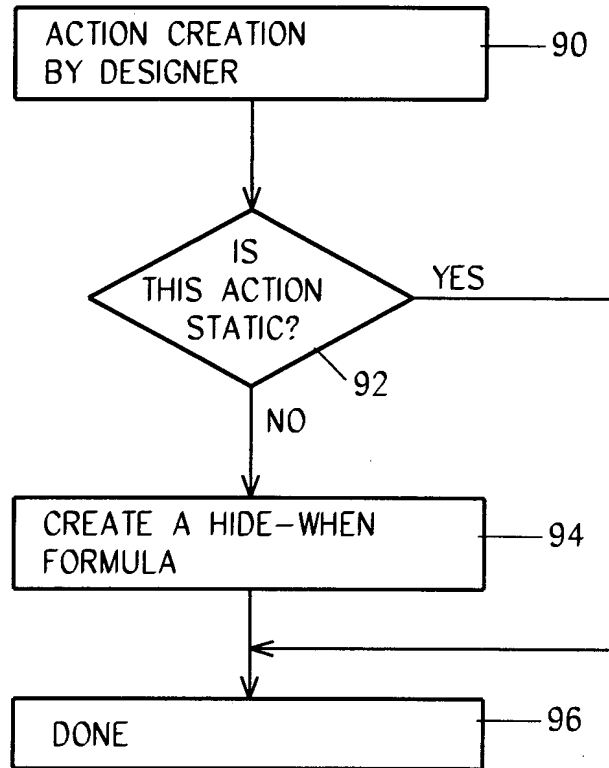 ACTION CREATION
BY DESIGNER
90
IS
THIS ACTION
STATIC?
YES
92
NO
CREATE A HIDE-WHEN
FORMULA
94
DONE
96